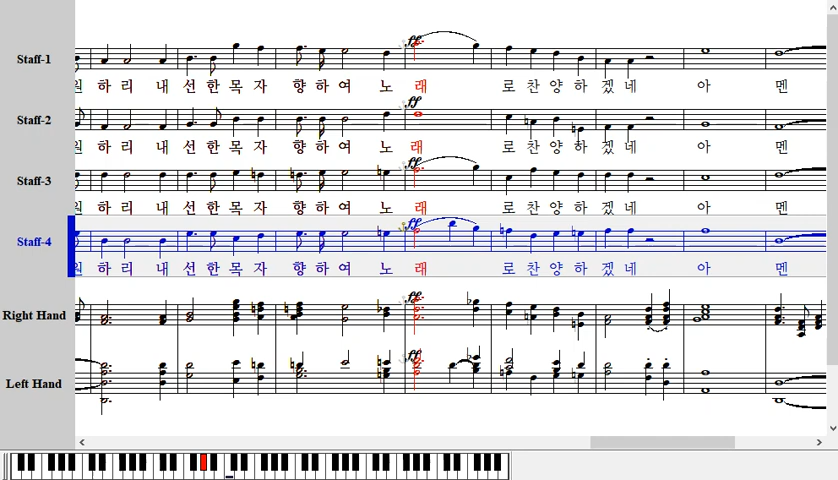 ff
Staff-1
원 하 리 내 선 한 목 자 향 하 여 노 래 로 찬 양 하 겠 네 아 멘
ff
Staff-2
원 하 리 내 선 한 목 자 향 하 여 노 래 로 찬 양 하 겠 네 아 멘
ff
Staff-3
원 하 리 내 선 한 목 자 향 하 여 노 래 로 찬 양 하 겠 네 아 멘
ff
Staff-4
원 하 리 내 선 한 목 자 향 하 여 노 래 로 찬 양 하 겠 네 아 멘
ff
Right Hand
ff
Left Hand